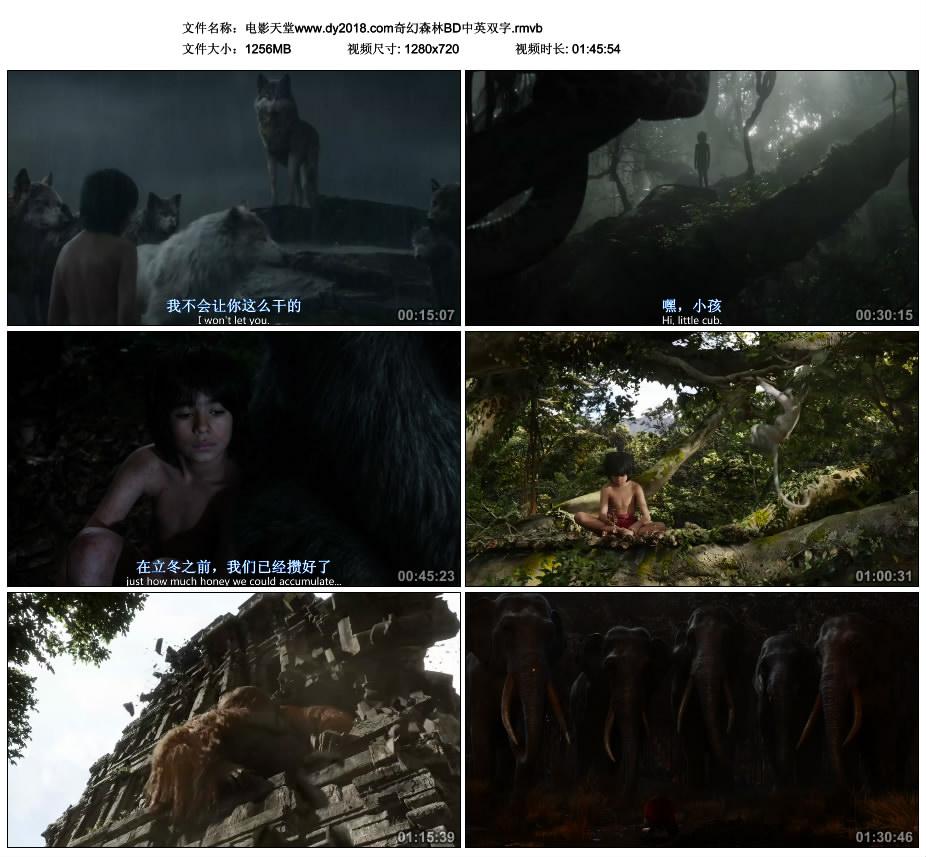 文件名称：电影天堂www.dy2018.com奇幻森林BD中英双字.rmvb
文件大小：1256MB 视频尺寸: 1280x720 视频时长: 01:45:54
我不会让你这么干的
I won't let you.
00:15:07
嘿，小孩
Hi, little cub.
00:30:15
在立冬之前，我们已经攒好了
just how much honey we could accumulate...
00:45:23
01:00:31
01:15:39
01:30:46